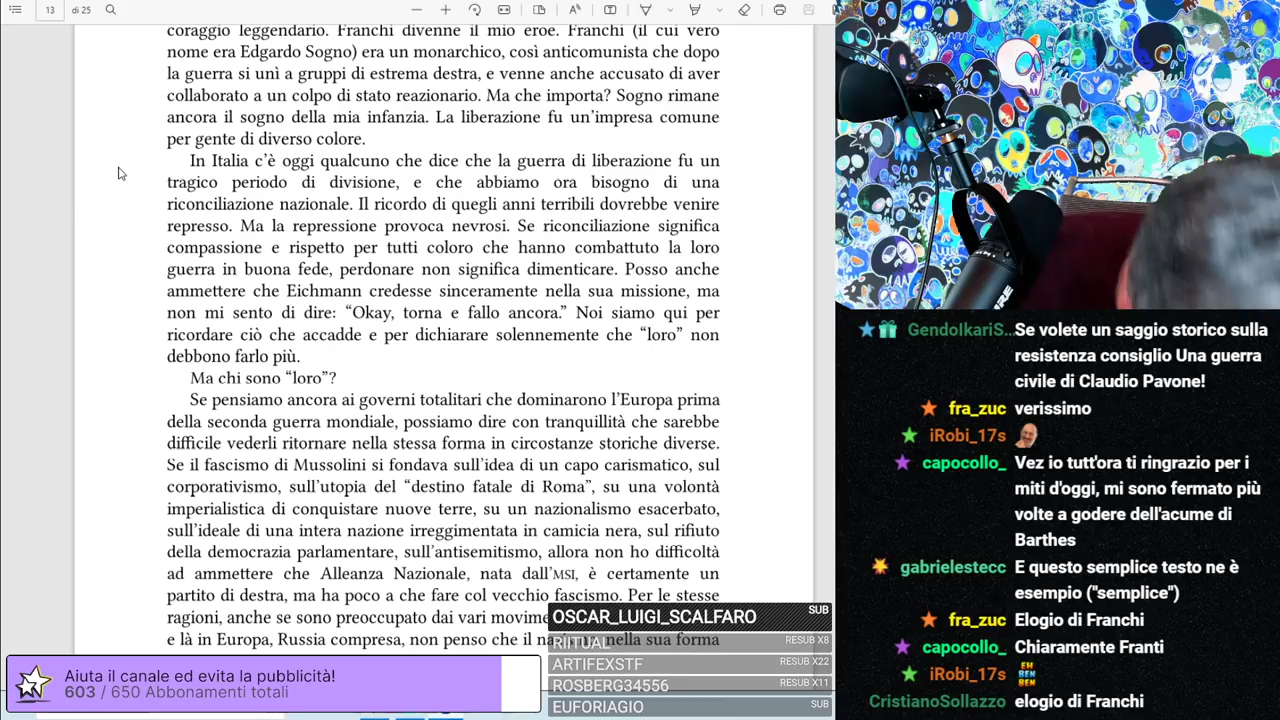 13 di 25
coraggio leggendario. Franchi divenne il mio eroe. Franchi (il cui vero
nome era Edgardo Sogno) era un monarchico, così anticomunista che dopo
la guerra si unì a gruppi di estrema destra, e venne anche accusato di aver
collaborato a un colpo di stato reazionario. Ma che importa? Sogno rimane
ancora il sogno della mia infanzia. La liberazione fu un’impresa comune
per gente di diverso colore.
In Italia c’è oggi qualcuno che dice che la guerra di liberazione fu un
tragico periodo di divisione, e che abbiamo ora bisogno di una
riconciliazione nazionale. Il ricordo di quegli anni terribili dovrebbe venire
represso. Ma la repressione provoca nevrosi. Se riconciliazione significa
compassione e rispetto per tutti coloro che hanno combattuto la loro
guerra in buona fede, perdonare non significa dimenticare. Posso anche
ammettere che Eichmann credesse sinceramente nella sua missione, ma
non mi sento di dire: “Okay, torna e fallo ancora.” Noi siamo qui per
ricordare ciò che accadde e per dichiarare solennemente che “loro” non
debbono farlo più.
Ma chi sono “loro”?
Se pensiamo ancora ai governi totalitari che dominarono l’Europa prima
della seconda guerra mondiale, possiamo dire con tranquillità che sarebbe
difficile vederli ritornare nella stessa forma in circostanze storiche diverse.
Se il fascismo di Mussolini si fondava sull’idea di un capo carismatico, sul
corporativismo, sull’utopia del “destino fatale di Roma”, su una volontà
imperialistica di conquistare nuove terre, su un nazionalismo esacerbato,
sull’ideale di una intera nazione irreggimentata in camicia nera, sul rifiuto
della democrazia parlamentare, sull’antisemitismo, allora non ho difficoltà
ad ammettere che Alleanza Nazionale, nata dall’MSI, è certamente un
partito di destra, ma ha poco a che fare col vecchio fascismo. Per le stesse
ragioni, anche se sono preoccupato dai vari
e là in Europa, Russia compresa, non penso che il nella sua forma
Aiuta il canale ed evita la pubblicità!
603 / 650 Abbonamenti totali
OSCAR_LUIGI_SCALFARO SUB
RIITUAL RESUB X8
ARTIFEXSTF RESUB X22
ROSBERG34556 RESUB X11
EUFORIAGIO SUB
GendoIkariS... Se volete un saggio storico sulla
resistenza consiglio Una guerra
civile di Claudio Pavone!
fra_zuc verissimo
iRobi_17s
capocollo_ Vez io tutt'ora ti ringrazio per i
miti d'oggi, mi sono fermato più
volte a godere dell'acume di
Barthes
gabrielestecc E questo semplice testo ne è
esempio ("semplice")
fra_zuc Elogio di Franchi
capocollo_ Chiaramente Franti
iRobi_17s EH BEN BEN
CristianoSollazzo elogio di Franchi